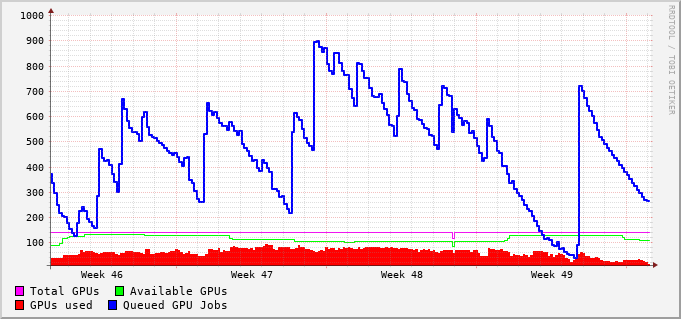 1000
900
800
700
600
500
400
300
200
100
Week 46 Week 47 Week 48 Week 49
Total GPUs Available GPUs
GPUs used Queued GPU Jobs
RRDTOOL / TOBI OETIKER